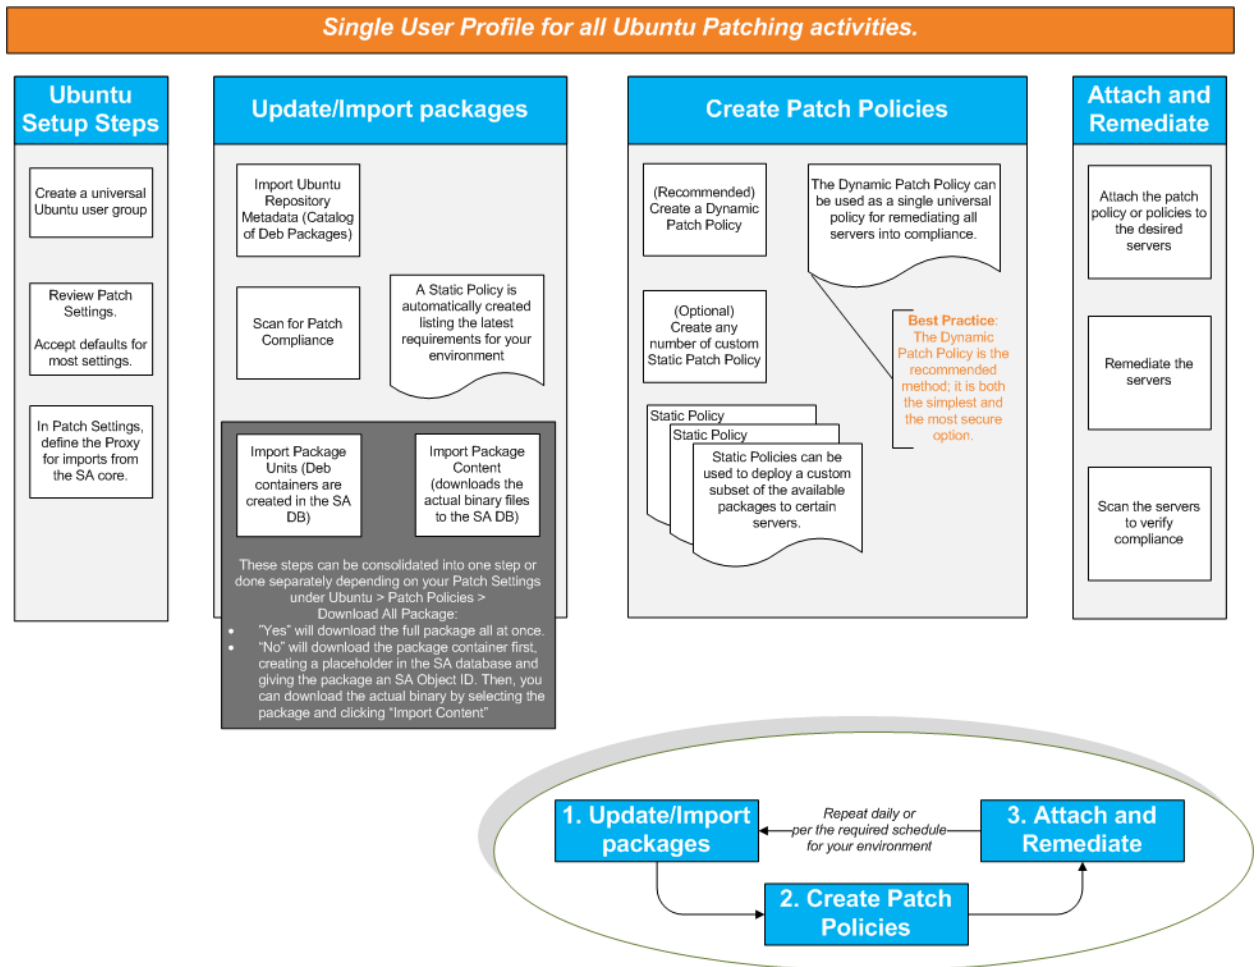 Single User Profile for all Ubuntu Patching activities.
Ubuntu
Setup Steps
Create a universal
Ubuntu user group
Review Patch
Settings.
Accept defaults for
most settings.
In Patch Settings,
define the Proxy
for imports from
the SA core.
Update/Import packages
Import Ubuntu
Repository
Metadata (Catalog
of Deb Packages)
Scan for Patch
Compliance
A Static Policy is
automatically created
listing the latest
requirements for your
environment
Import Package
Units (Deb
containers are
created in the SA
DB)
Import Package
Content
(downloads the
actual binary files
to the SA DB)
These steps can be consolidated into one step or
done separately depending on your Patch Settings
under Ubuntu > Patch Policies >
Download All Package:
• "Yes" will download the full package all at once.
• "No" will download the package container first,
creating a placeholder in the SA database and
giving the package an SA Object ID. Then, you
can download the actual binary by selecting the
package and clicking "Import Content"
Create Patch Policies
(Recommended)
Create a Dynamic
Patch Policy
The Dynamic Patch Policy can
be used as a single universal
policy for remediating all
servers into compliance.
(Optional)
Create any
number of custom
Static Patch Policy
Best Practice:
The Dynamic
Patch Policy is the
recommended
method; it is both
the simplest and
the most secure
option.
Static Policy
Static Policy
Static Policies can be
used to deploy a custom
subset of the available
packages to certain
servers.
Attach and
Remediate
Attach the patch
policy or policies to
the desired
servers
Remediate the
servers
Scan the servers
to verify
compliance
1. Update/Import
packages
Repeat daily or
per the required schedule
for your environment
3. Attach and
Remediate
2. Create Patch
Policies